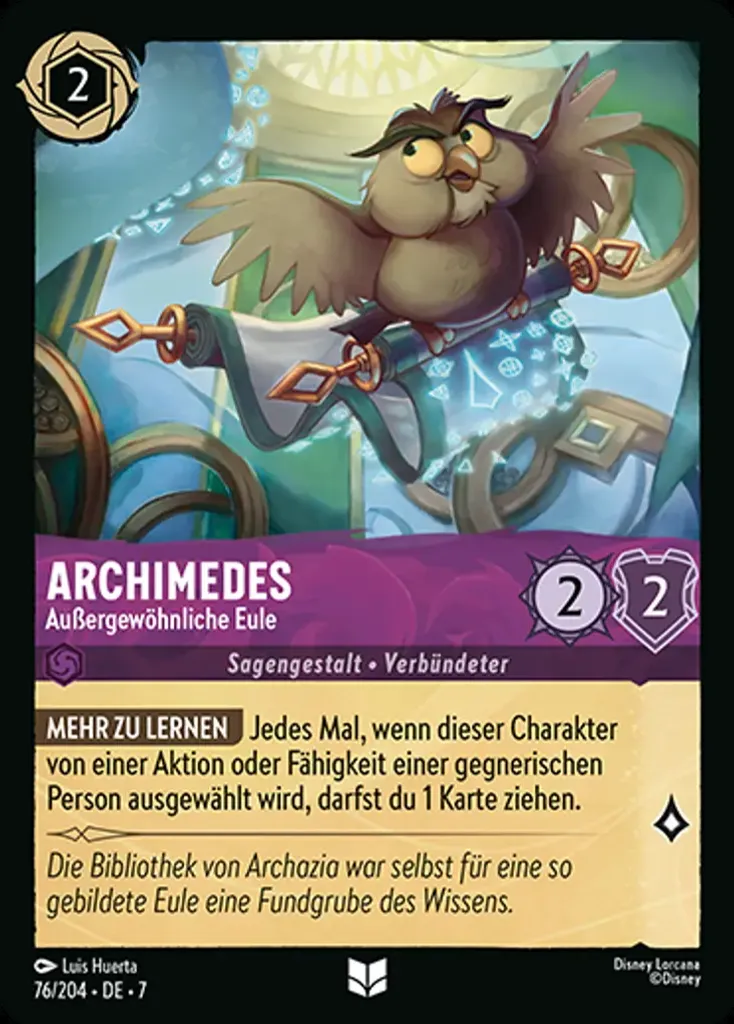 2
ARCHIMEDES
Außergewöhnliche Eule
2
2
Sagengestalt • Verbündeter
MEHR ZU LERNEN Jedes Mal, wenn dieser Charakter
von einer Aktion oder Fähigkeit einer gegnerischen
Person ausgewählt wird, darfst du 1 Karte ziehen.
Die Bibliothek von Archazia war selbst für eine so
gebildete Eule eine Fundgrube des Wissens.
Luis Huerta
76/204 • DE • 7
Disney Lorcana
©Disney